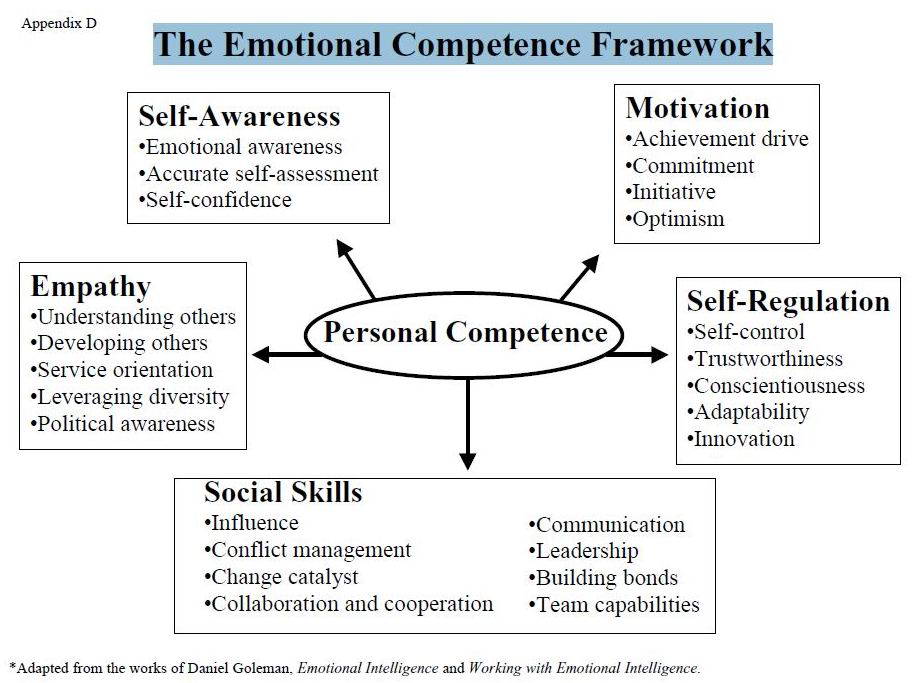 Appendix D
The Emotional Competence Framework
Self-Awareness
•Emotional awareness
•Accurate self-assessment
•Self-confidence
Motivation
•Achievement drive
•Commitment
•Initiative
•Optimism
Empathy
•Understanding others
•Developing others
•Service orientation
•Leveraging diversity
•Political awareness
Personal Competence
Self-Regulation
•Self-control
•Trustworthiness
•Conscientiousness
•Adaptability
•Innovation
Social Skills
•Influence
•Conflict management
•Change catalyst
•Collaboration and cooperation
•Communication
•Leadership
•Building bonds
•Team capabilities
*Adapted from the works of Daniel Goleman, Emotional Intelligence and Working with Emotional Intelligence.